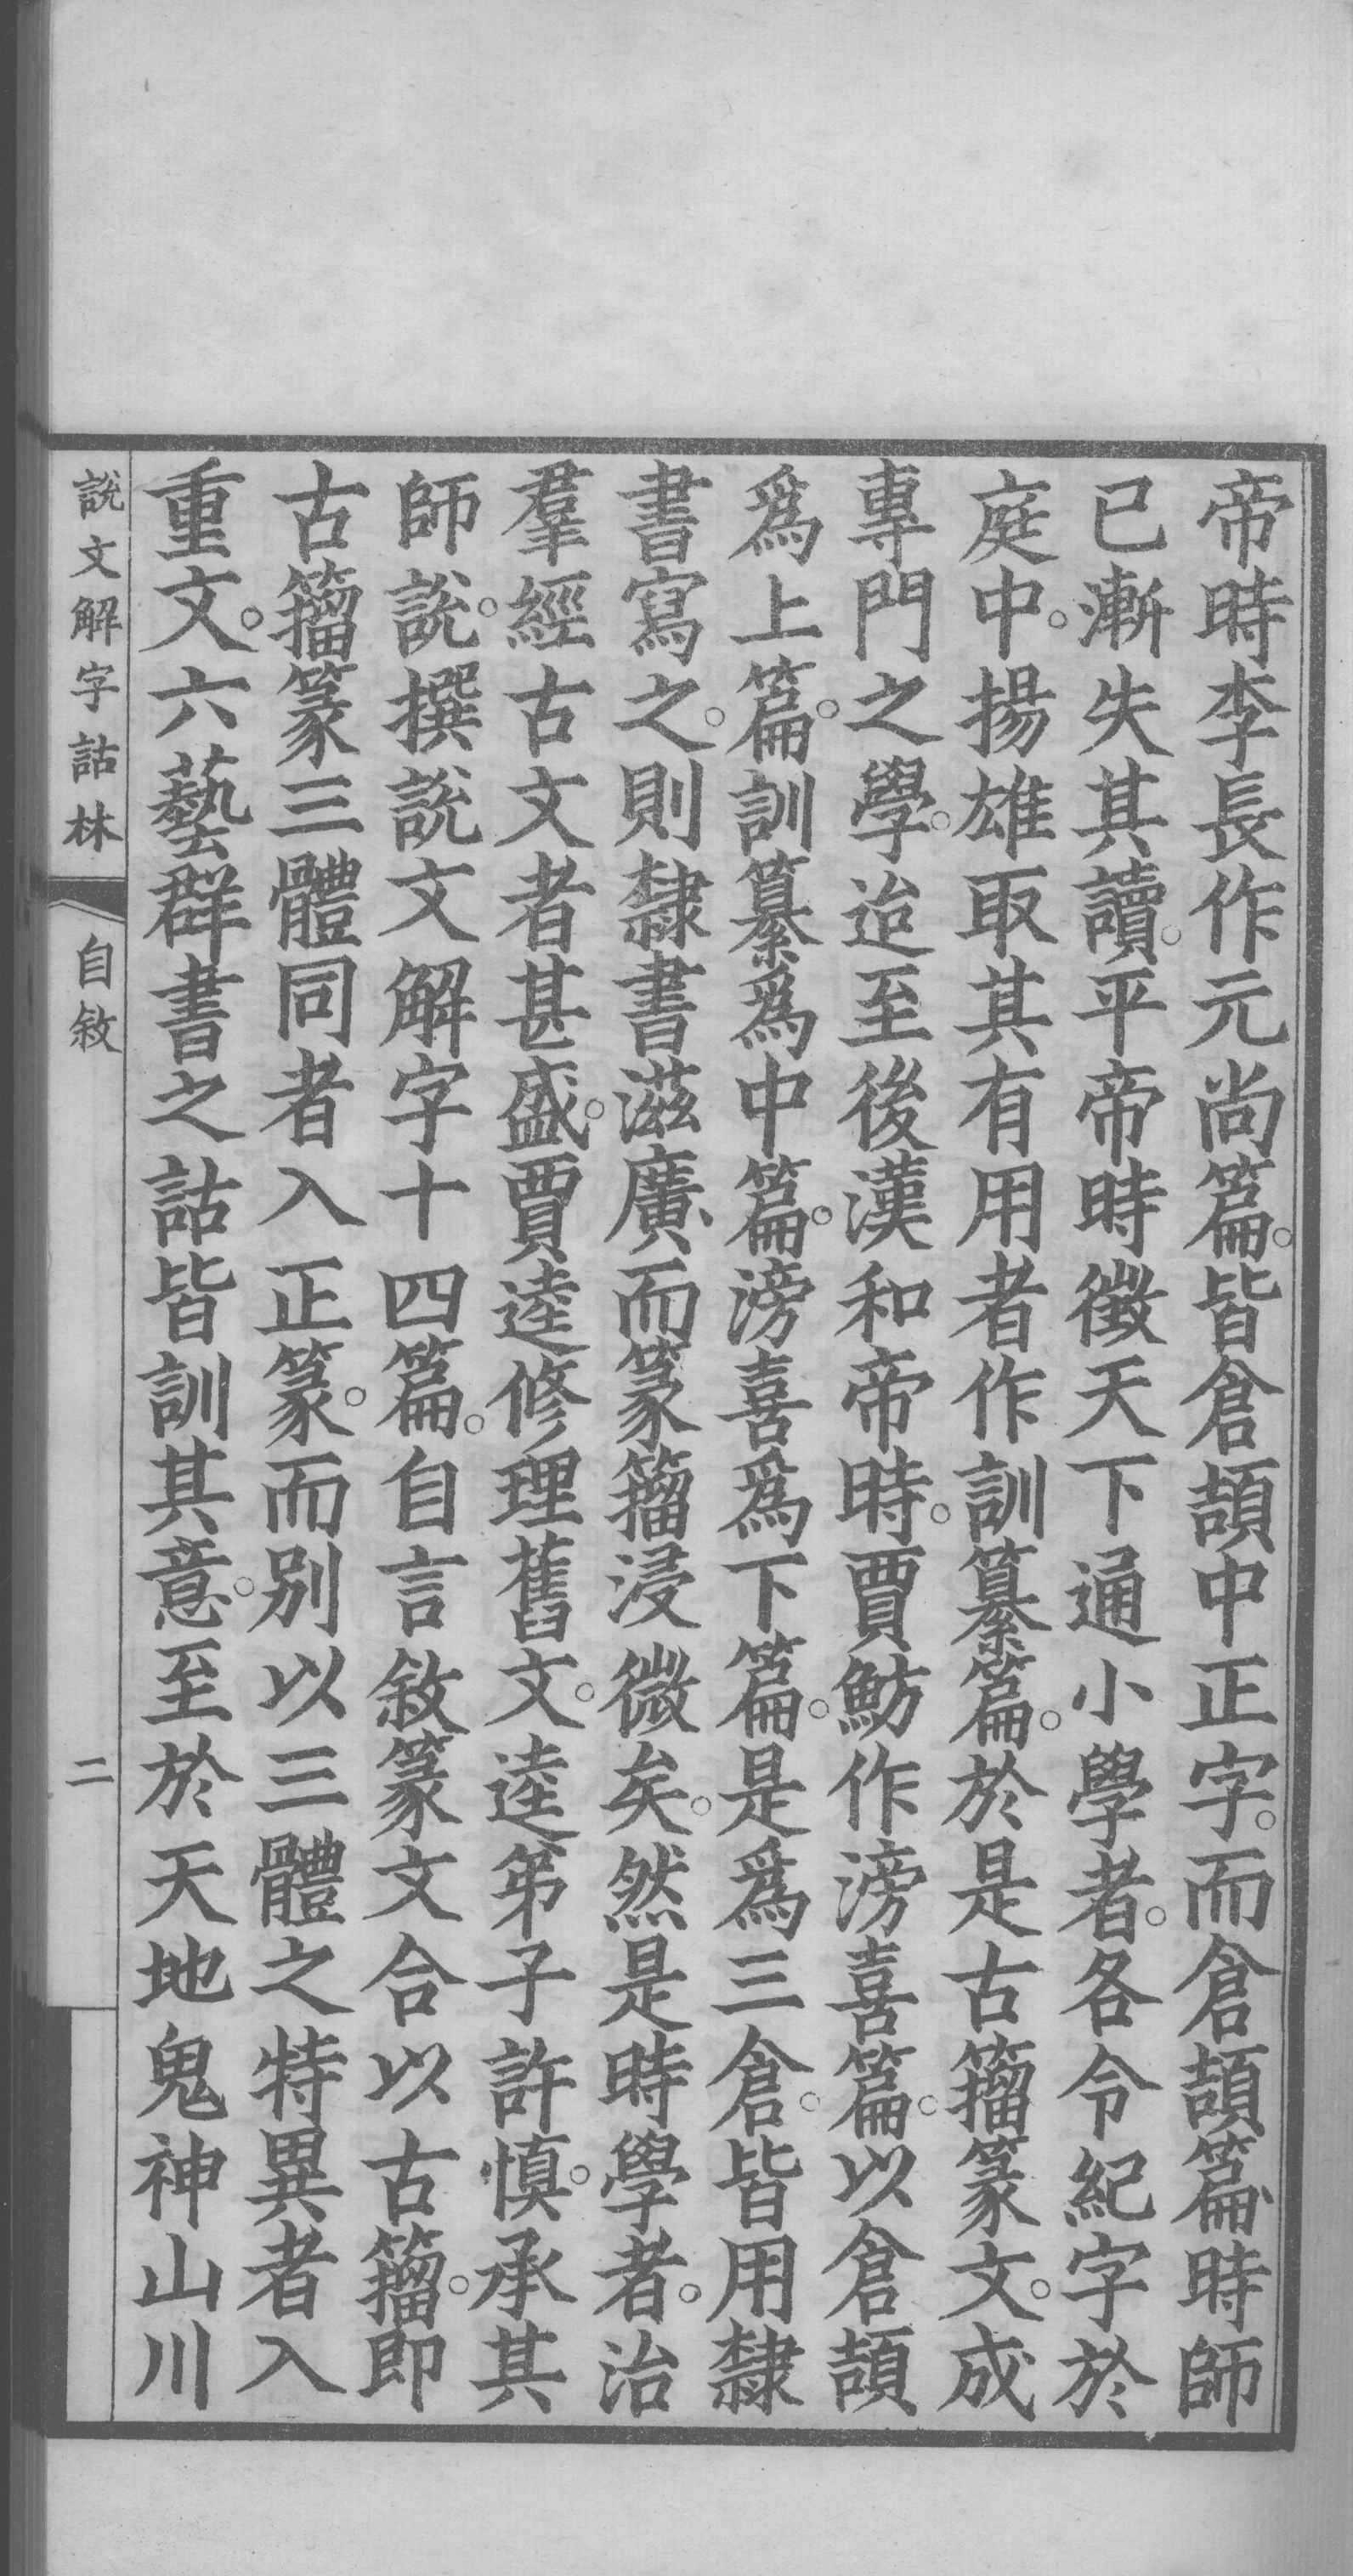 帝時李長作元尚篇。皆倉頡中正字。而倉頡篇時師
已漸失其讀。平帝時徵天下通小學者。各令紀字於
庭中。揚雄取其有用者作訓纂篇。於是古籀篆文。成
專門之學。迨至後漢和帝時。賈魴作滂喜篇。以倉頡
爲上篇。訓纂爲中篇。滂喜爲下篇。是爲三倉。皆用隸
書寫之。則隸書滋廣而篆籀浸微矣。然是時學者。治
羣經古文者甚盛。賈逵修理舊文。逵弟子許慎。承其
師說。撰說文解字十四篇。自言敘篆文合以古籀。即
古籀篆三體同者入正篆。而別以三體之特異者入
重文。六藝群書之詁皆訓其意。至於天地鬼神山川
說文解字詁林
自敘
二